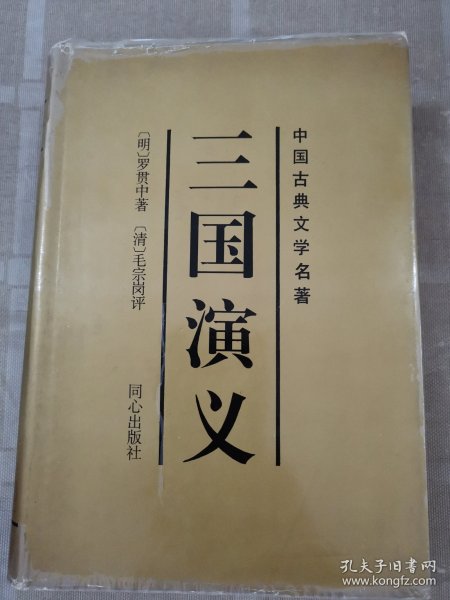 中国古典文学名著
三国演义
〔明〕罗贯中著 〔清〕毛宗岗评
同心出版社
孔夫子旧书网
www.kongfz.com